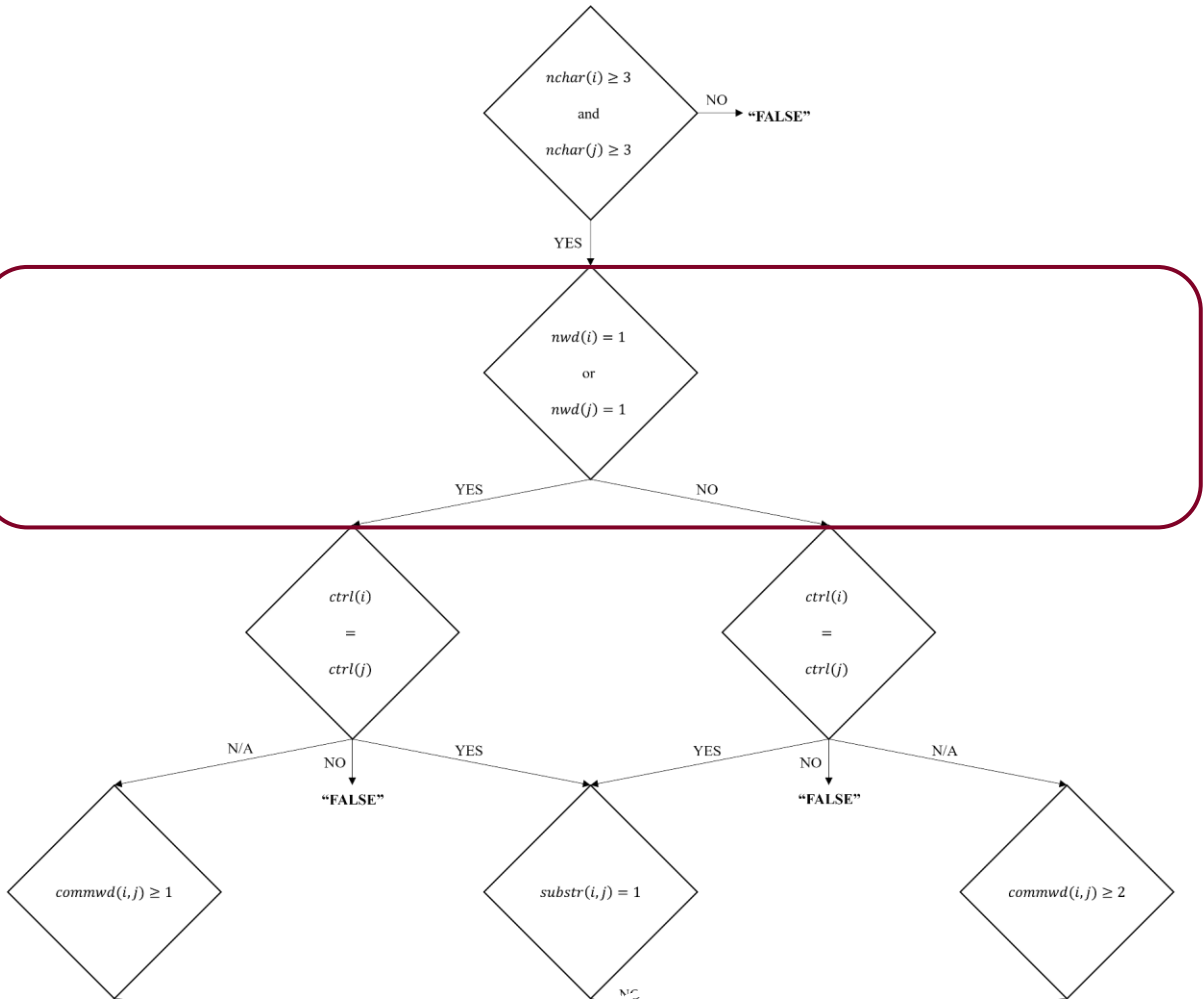 nchar(i) ≥ 3
and
nchar(j) ≥ 3
NO
“FALSE”
YES
nwd(i) = 1
or
nwd(j) = 1
YES
NO
ctrl(i)
=
ctrl(j)
ctrl(i)
=
ctrl(j)
N/A
NO
YES
YES
NO
N/A
“FALSE”
“FALSE”
commwd(i,j) ≥ 1
substr(i,j) = 1
commwd(i,j) ≥ 2